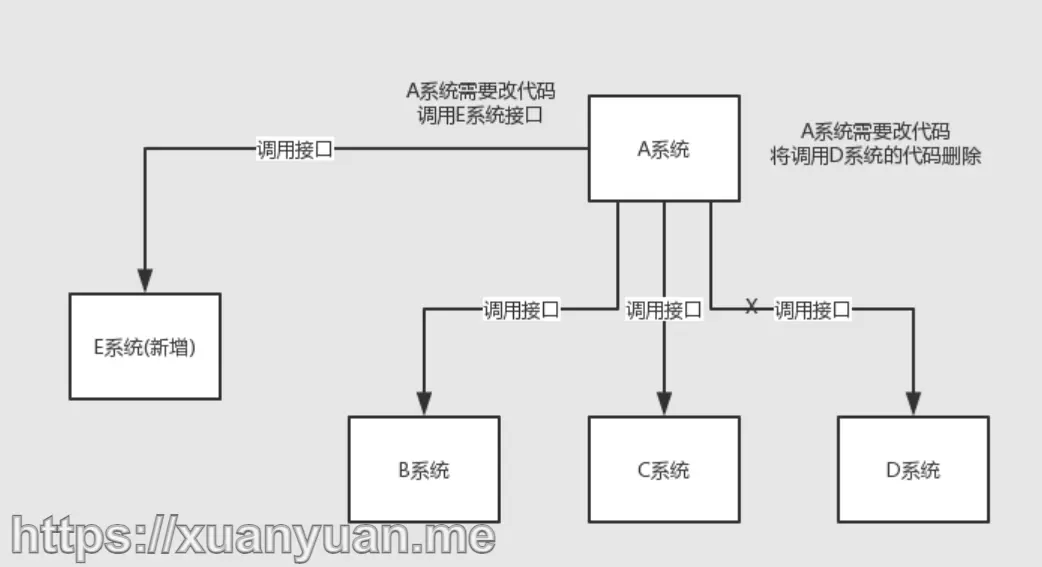 A系统需要改代码
调用E系统接口
A系统
A系统需要改代码
将调用D系统的代码删除
调用接口
E系统(新增)
调用接口
调用接口
X
调用接口
B系统
C系统
D系统
https://xuanyuan.me